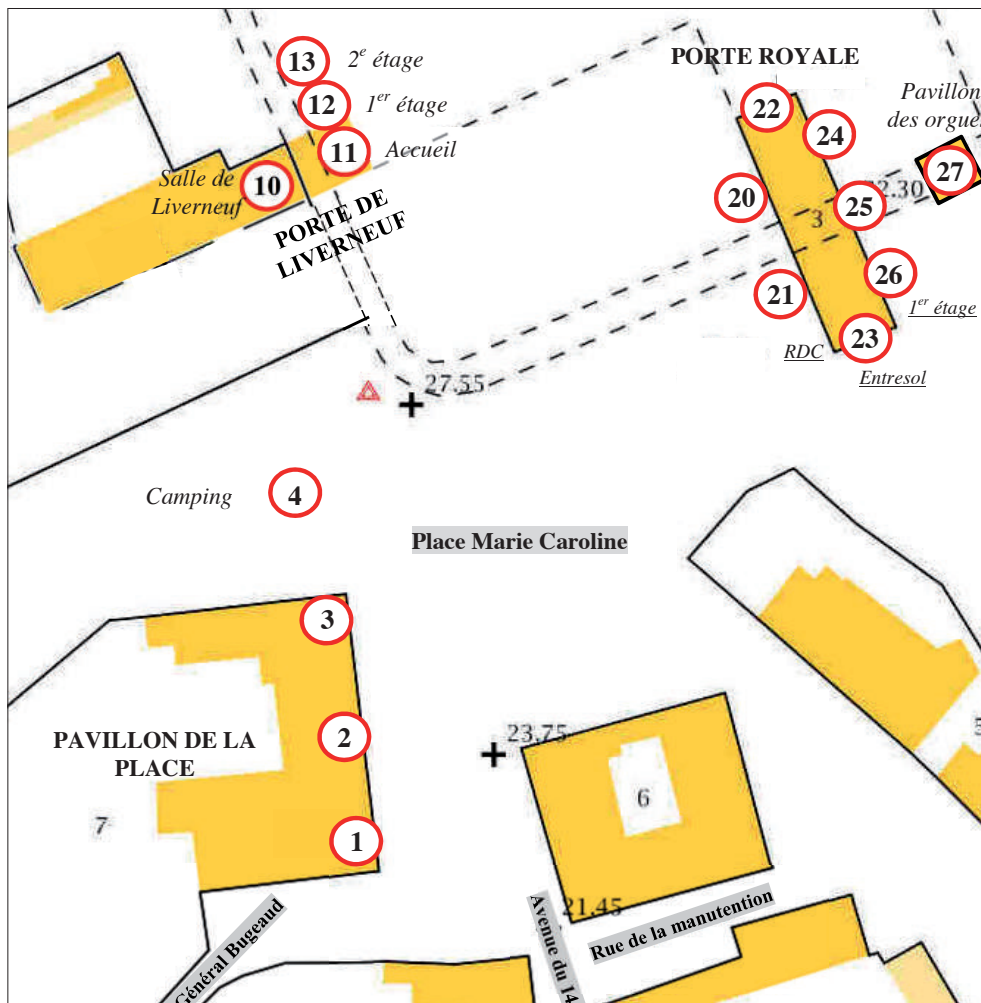 13 2e étage
12 1er étage
11 Accueil
Salle de
Liverneuf
10
PORTE DE
LIVERNEUF
PORTE ROYALE
Pavillon
des orgues
22
24
27
20
25
22.30
3
26
21
1er étage
23
RDC
Entresol
27.55
Camping 4
Place Marie Caroline
3
5
PAVILLON DE LA
PLACE
2
23.75
6
7
1
21.45
Rue de la manutention
Avenue du 14
Général Bugeaud